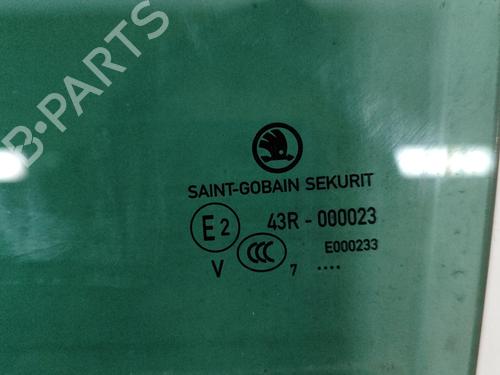 B-PARTS
SAINT-GOBAIN SEKURIT
E2 43R - 000023
E000233
V CCC 7 ....